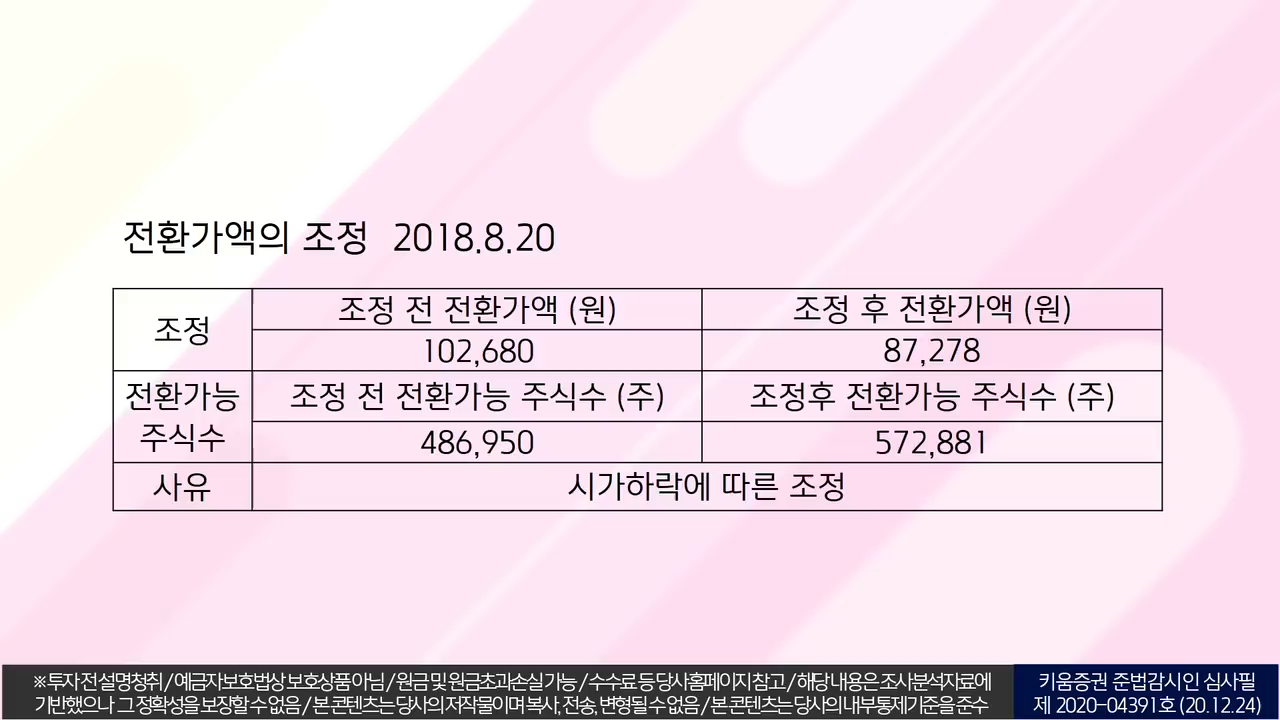 전환가액의 조정 2018.8.20
조정
조정 전 전환가액 (원)
조정 후 전환가액 (원)
102,680
87,278
전환가능
주식수
조정 전 전환가능 주식수 (주)
조정후 전환가능 주식수 (주)
486,950
572,881
사유
시가하락에 따른 조정
※ 투자 전 설명청취 / 예금자보호법상 보호상품 아님 / 원금 및 원금초과손실 가능 / 수수료 등 당사홈페이지 참고 / 해당 내용은 조사분석자료에
기반했으나 그 정확성을 보장할 수 없음 / 본 콘텐츠는 당사의 저작물이며 복사, 전송, 변형될 수 없음 / 본 콘텐츠는 당사의 내부통제기준을 준수
키움증권 준법감시인 심사필
제 2020-04391호 (20.12.24)